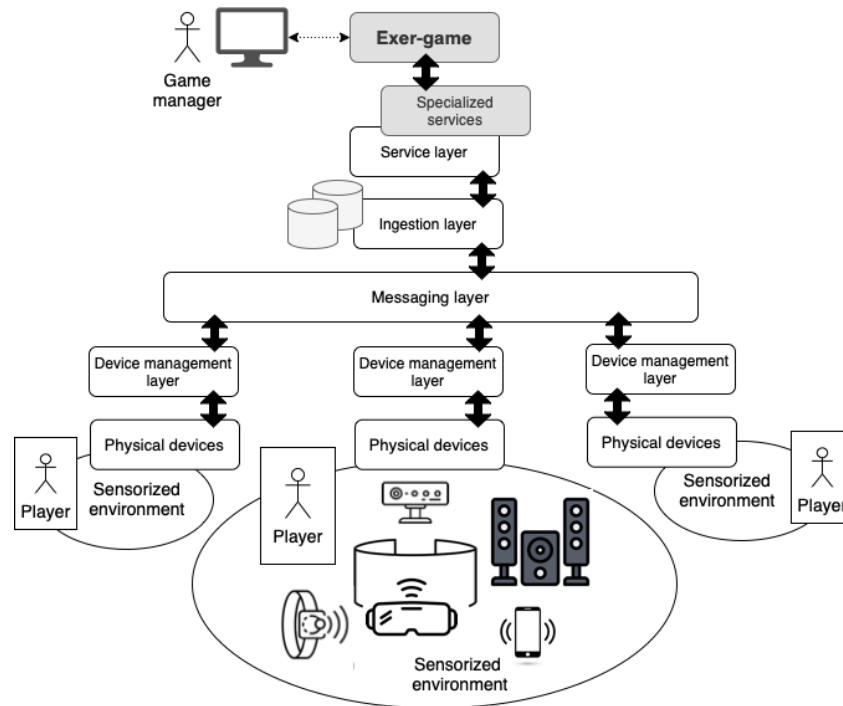 Exer-game
Game
manager
Specialized
services
Service layer
Ingestion layer
Messaging layer
Device management
layer
Device management
layer
Device management
layer
Physical devices
Physical devices
Physical devices
Player
Sensorized
environment
Player
Sensorized
environment
Player
Sensorized
environment